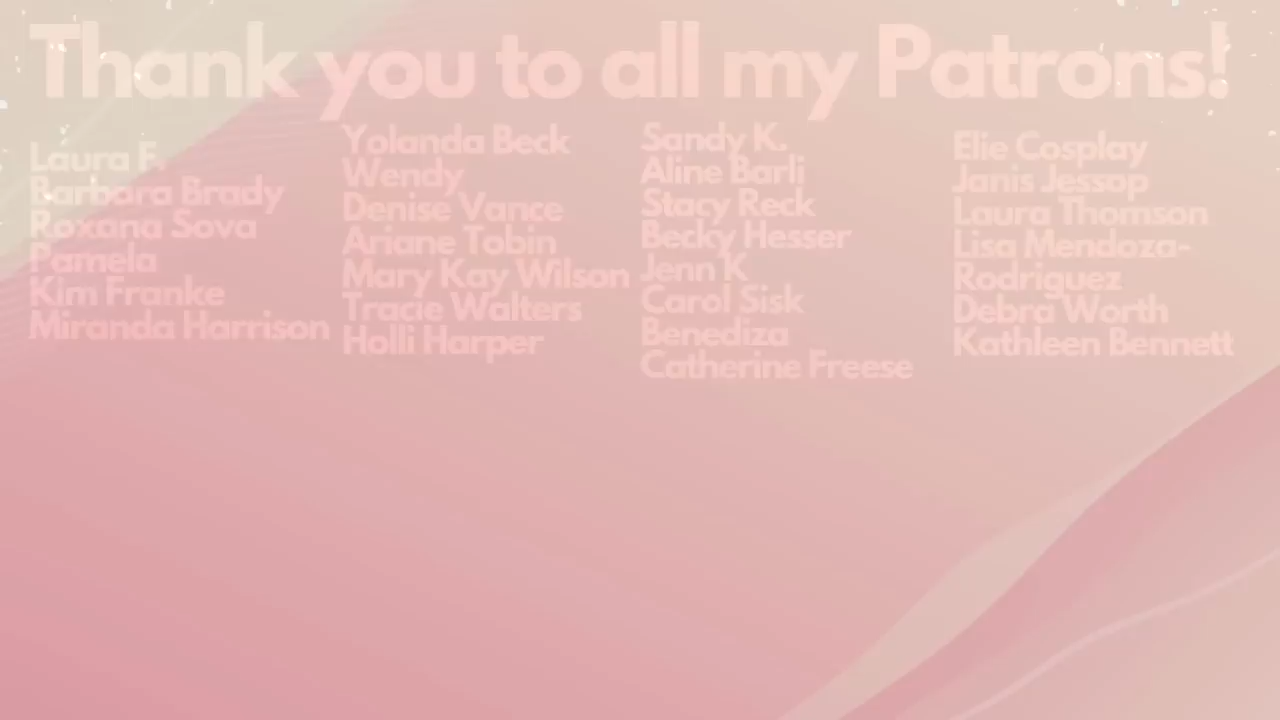 Thank you to all my Patrons!
Laura F.
Barbara Brady
Roxana Sova
Pamela
Kim Franke
Miranda Harrison
Yolanda Beck
Wendy
Denise Vance
Ariane Tobin
Mary Kay Wilson
Tracie Walters
Holli Harper
Sandy K.
Aline Barli
Stacy Reck
Becky Hesser
Jenn K
Carol Sisk
Benediza
Catherine Freese
Elie Cosplay
Janis Jessop
Laura Thomson
Lisa Mendoza-
Rodriguez
Debra Worth
Kathleen Bennett